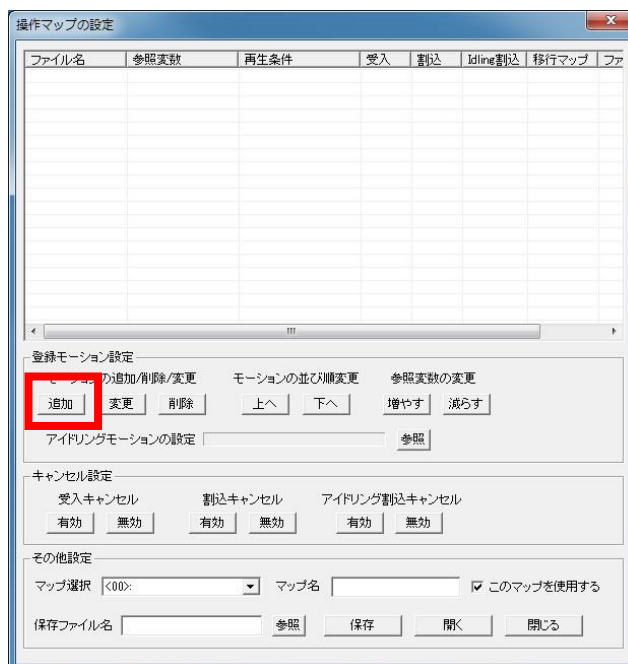 操作マップの設定
ファイル名 参照変数 再生条件 受入 割込 Idling割込 移行マップ ファ
登録モーション設定
モーションの追加/削除/変更 モーションの並び順変更 参照変数の変更
追加 変更 削除 上へ 下へ 増やす 減らす
アイドリングモーションの設定 参照
キャンセル設定
受入キャンセル 割込キャンセル アイドリング割込キャンセル
有効 無効 有効 無効 有効 無効
その他設定
マップ選択 <00>: マップ名 このマップを使用する
保存ファイル名 参照 保存 開く 閉じる